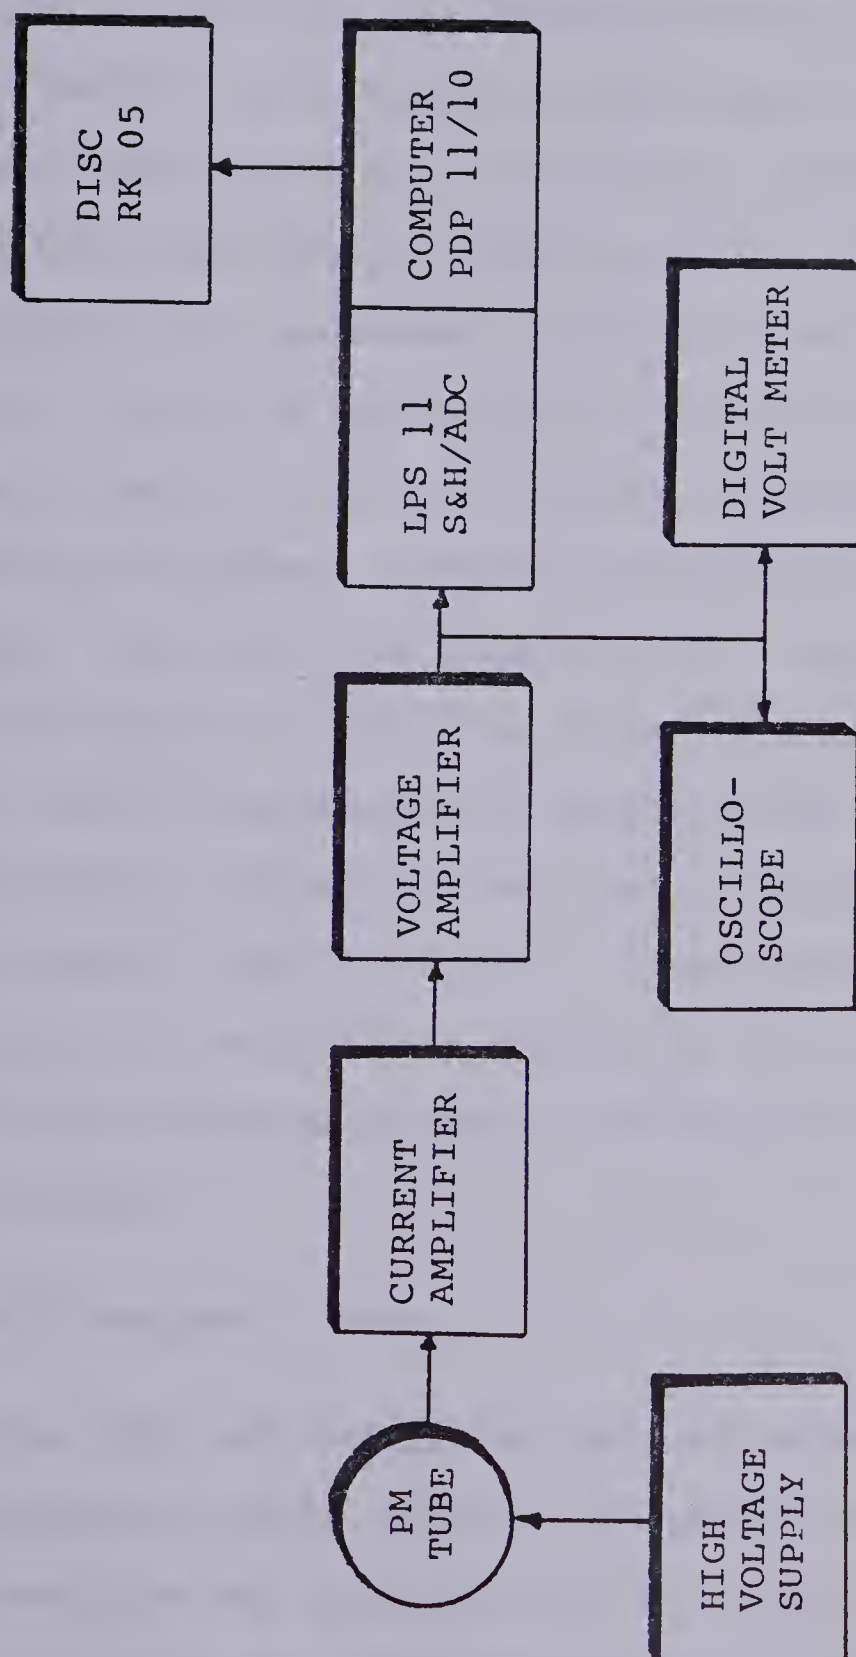 DISC
RK 05
COMPUTER
PDP 11/10
LPS 11
S&H/ADC
DIGITAL
VOLT METER
VOLTAGE
AMPLIFIER
OSCILLO-
SCOPE
CURRENT
AMPLIFIER
PM
TUBE
HIGH
VOLTAGE
SUPPLY